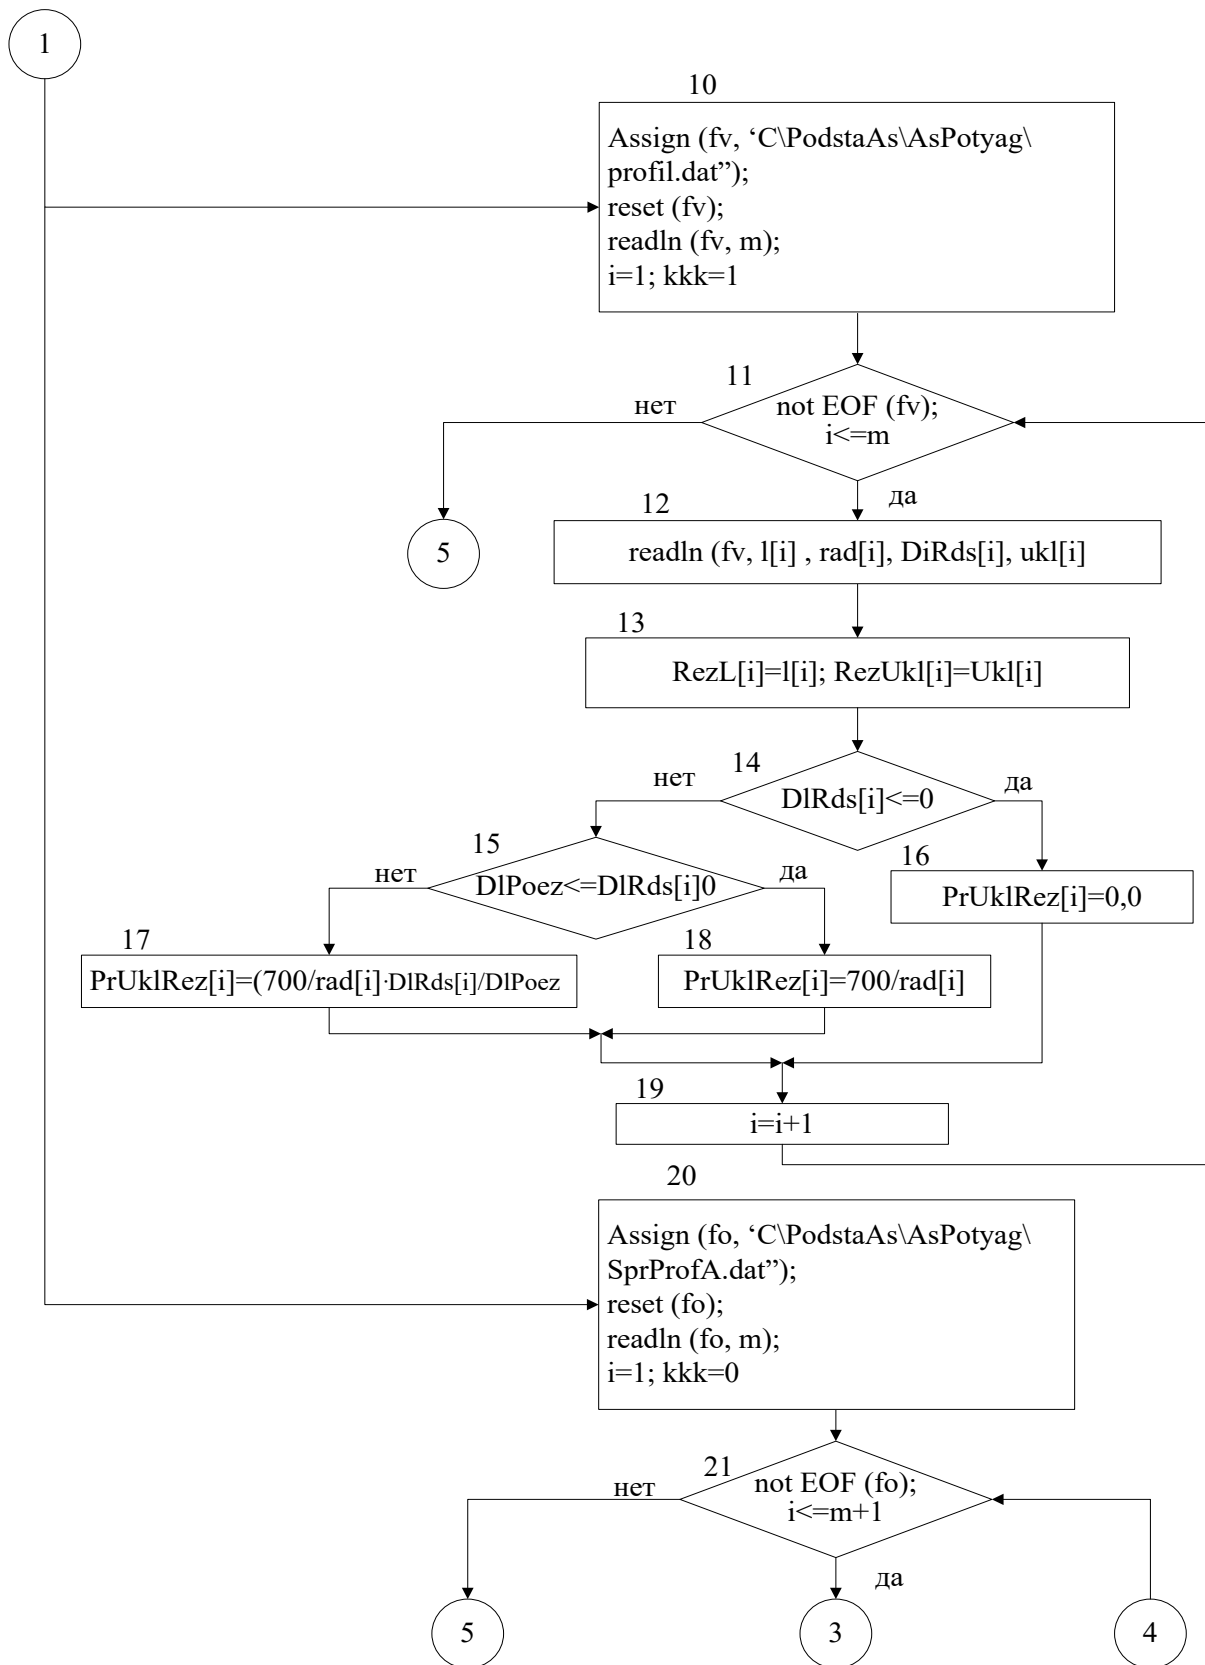 1
10
Assign (fv, ‘C\PodstaAs\AsPotyag\
profil.dat”);
reset (fv);
readln (fv, m);
i=1; kkk=1
11
нет
not EOF (fv);
i<=m
да
5
12
readln (fv, l[i] , rad[i], DiRds[i], ukl[i]
13
RezL[i]=l[i]; RezUkl[i]=Ukl[i]
14
нет
DlRds[i]<=0
да
15
нет
DlPoez<=DlRds[i]0
да
16
PrUklRez[i]=0,0
17
PrUklRez[i]=(700/rad[i]·DlRds[i]/DlPoez
18
PrUklRez[i]=700/rad[i]
19
i=i+1
20
Assign (fo, ‘C\PodstaAs\AsPotyag\
SprProfA.dat”);
reset (fo);
readln (fo, m);
i=1; kkk=0
21
нет
not EOF (fo);
i<=m+1
да
5
3
4